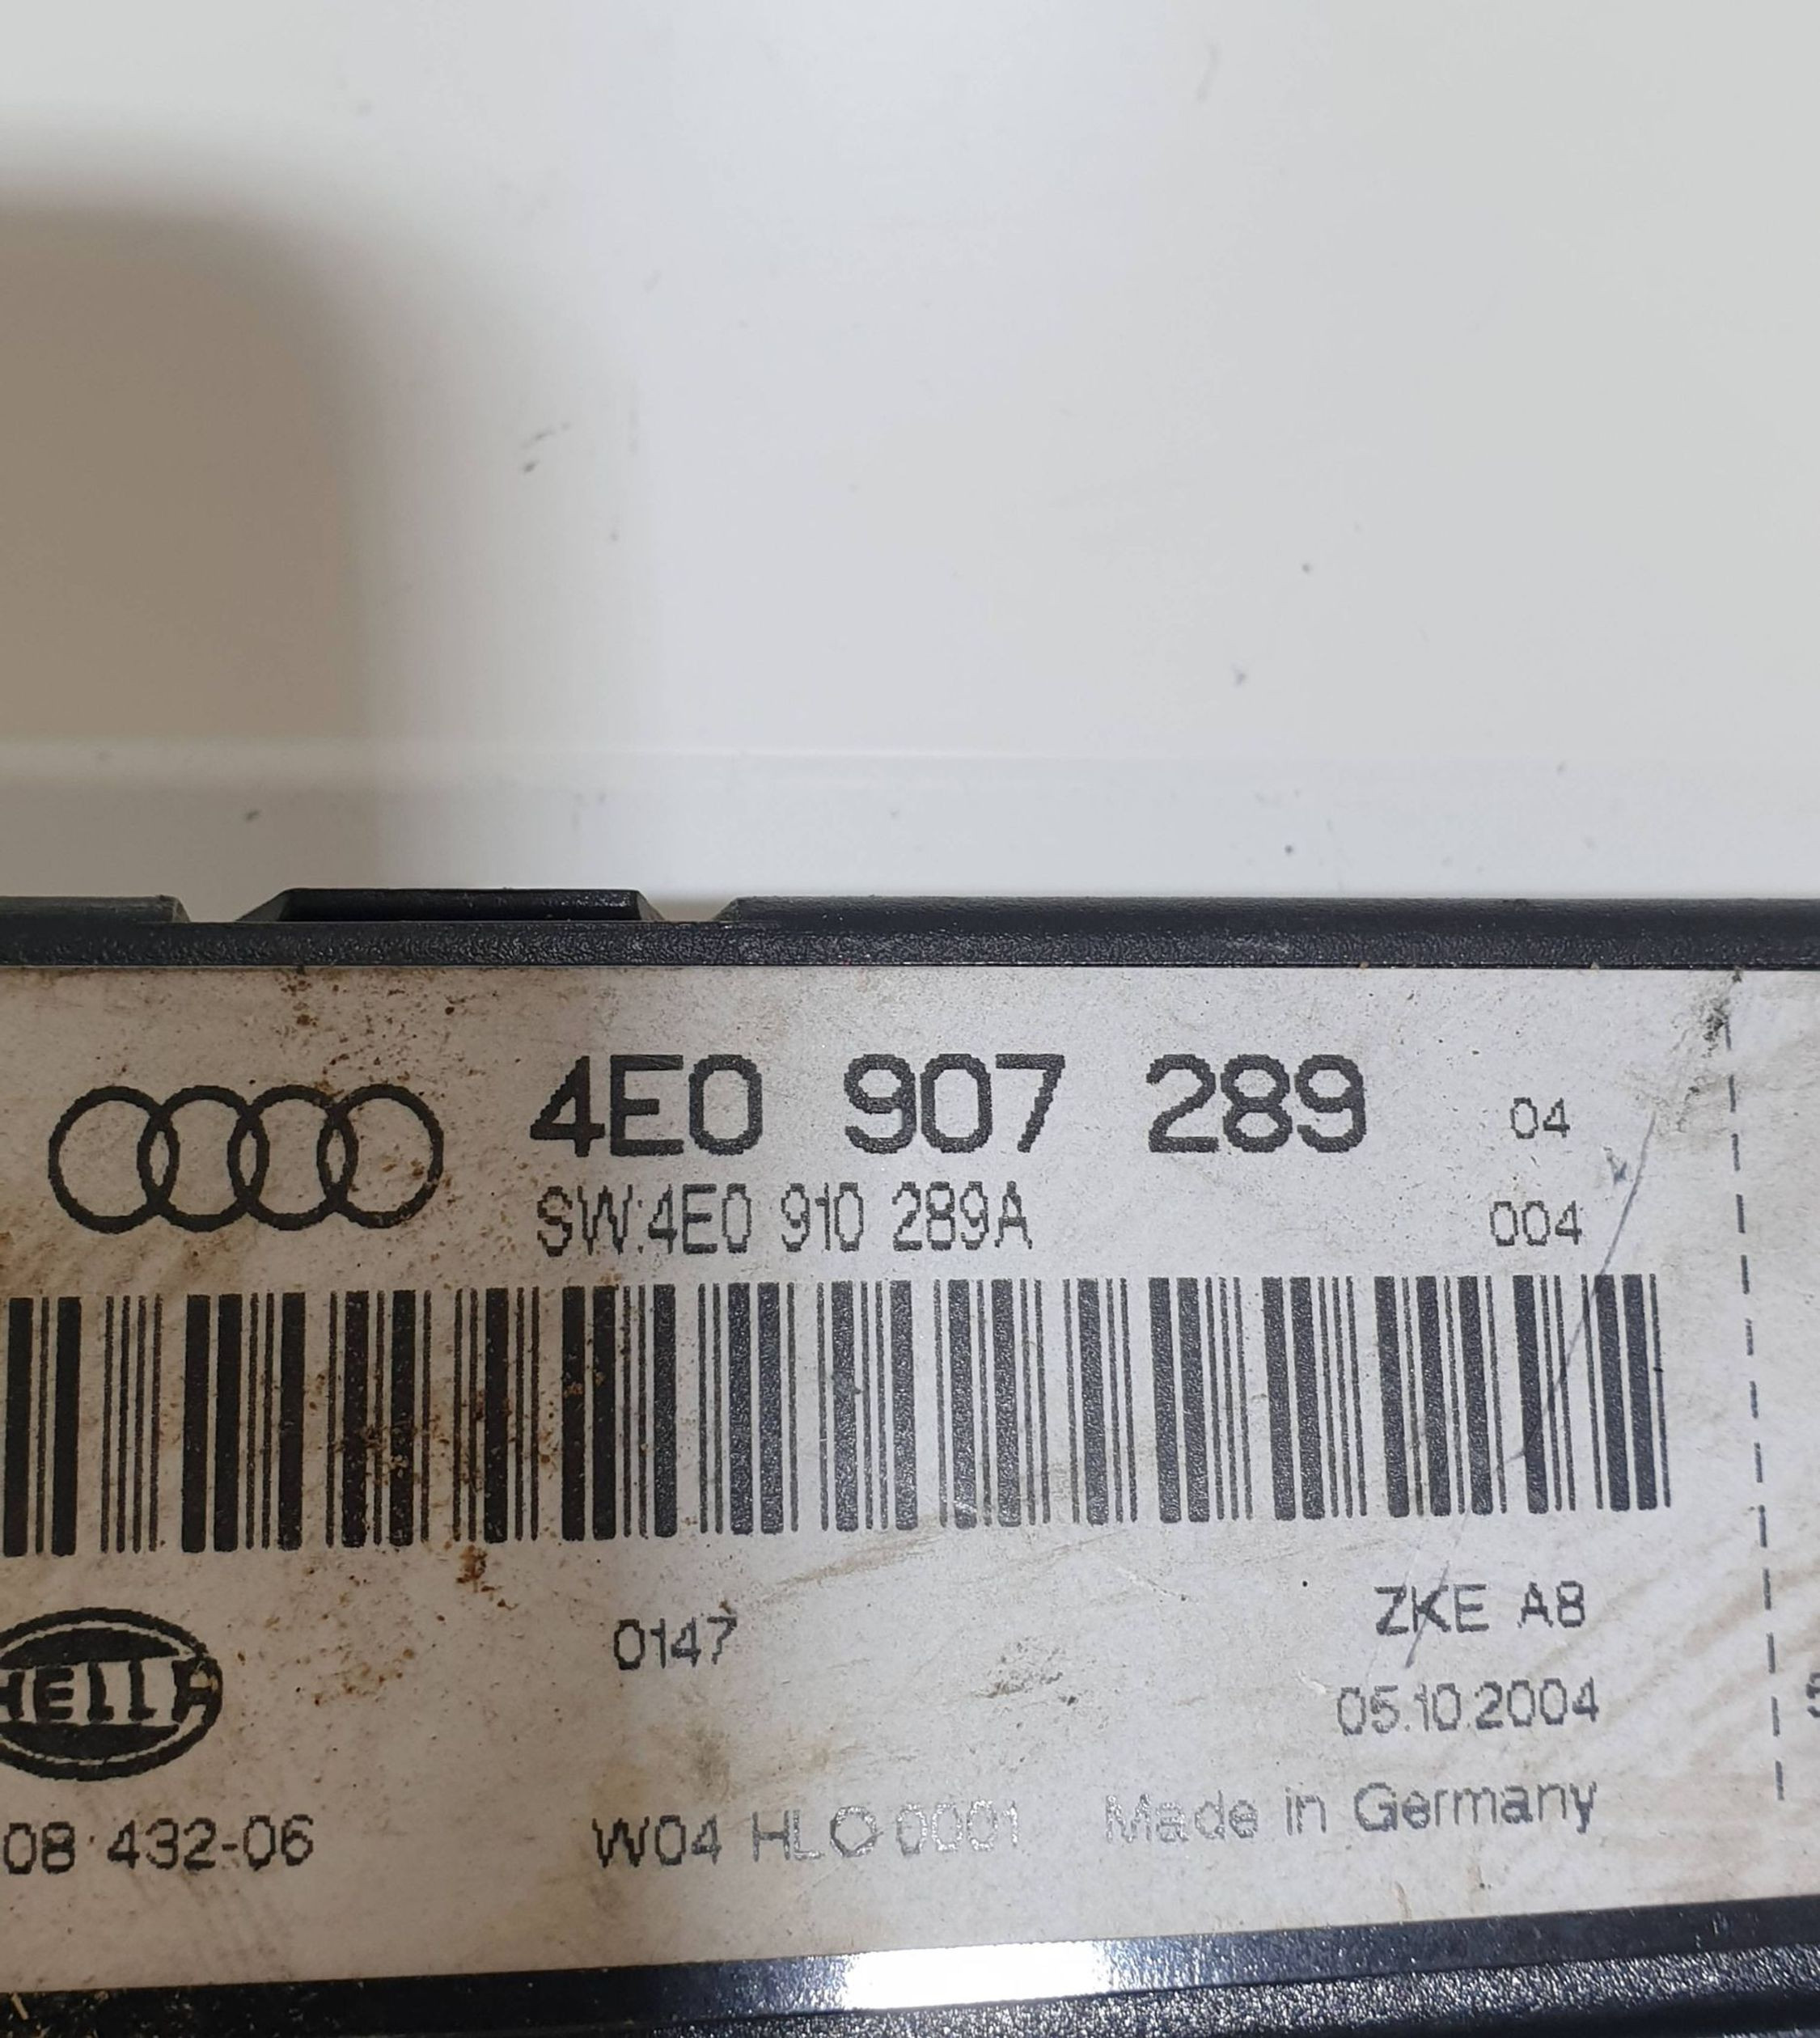 4E0 907 289 04
SW:4E0 910 289A 004
HELLA
0147
ZKE A8
05.10.2004
08 432-06
W04 HLO 0001
Made in Germany